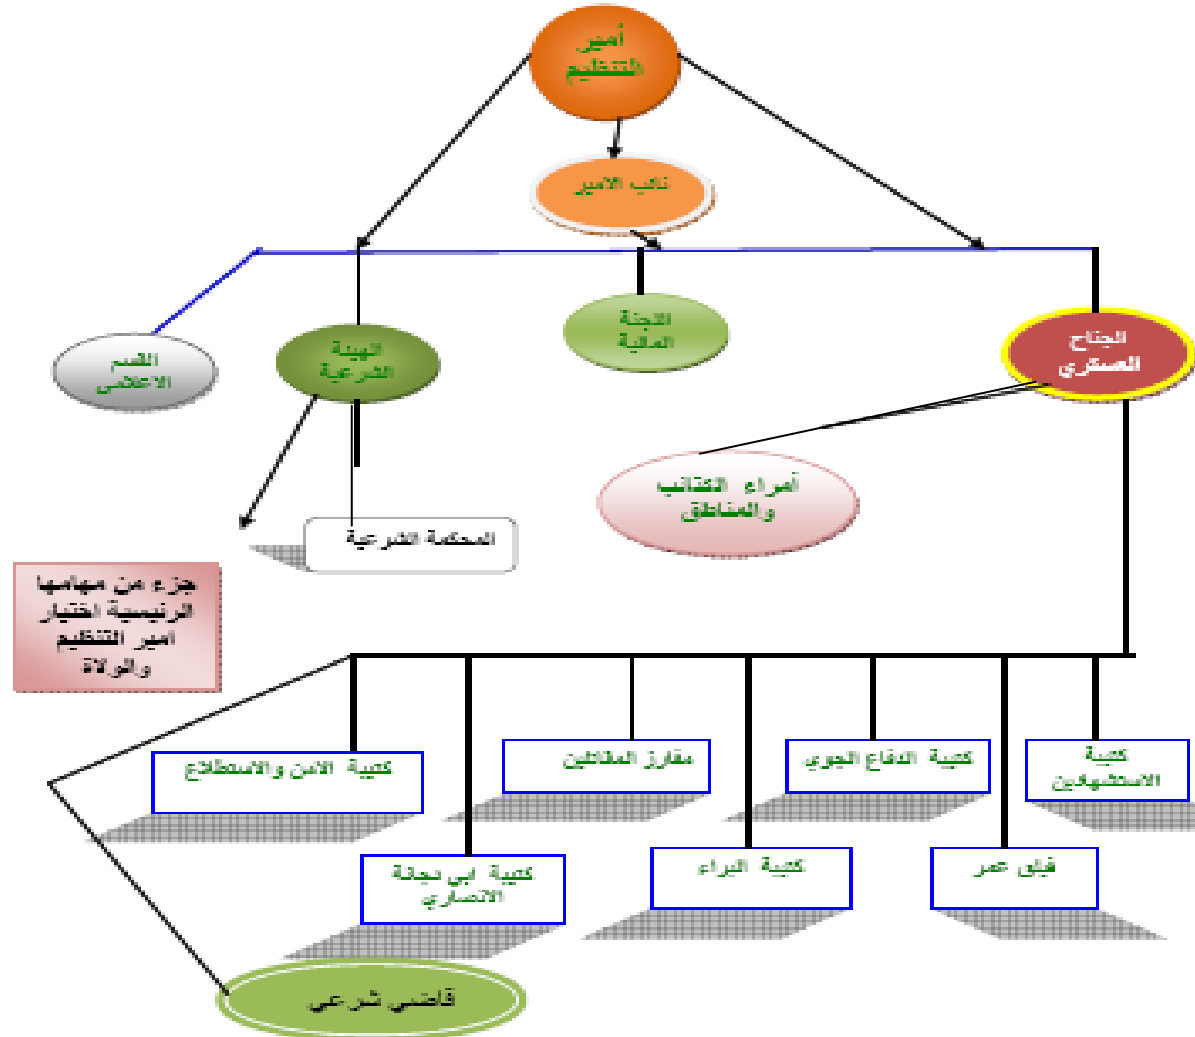 أمير
التنظيم
نائب الامير
الجناح
العسكري
اللجنة
المالية
الهيئة
الشرعية
القسم
الاعلامي
أمراء الكتائب
والمناطق
المحكمة الشرعية
جزء من مهامها
الرئيسية اختيار
امير التنظيم
والولاة
كتيبة
الاستشهادين
كتيبة الدفاع الجوي
مفارز المقاتلين
كتيبة الامن والاستطلاع
فيلق عمر
كتيبة البراء
كتيبة ابي دجانة
الانصاري
قاضي شرعي